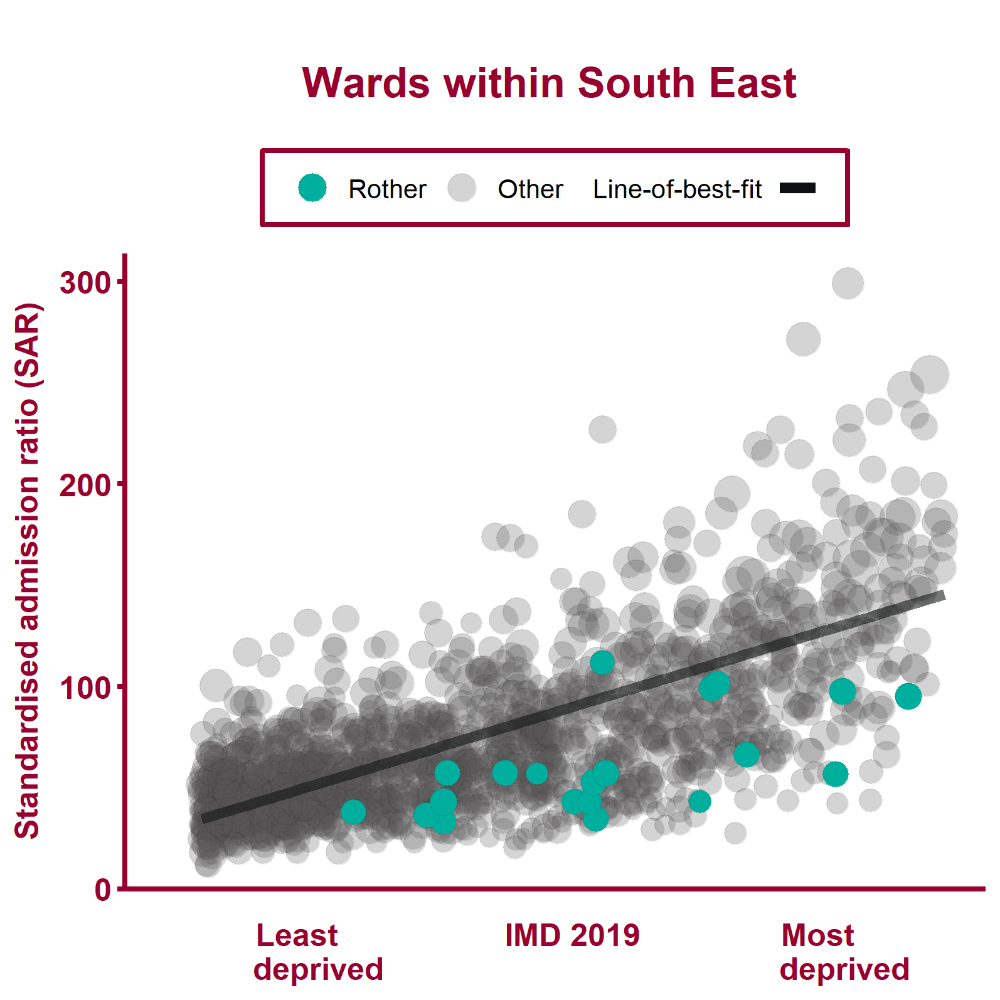 Wards within South East
Rother Other Line-of-best-fit
Standardised admission ratio (SAR)
300
200
100
0
Least deprived
IMD 2019
Most deprived